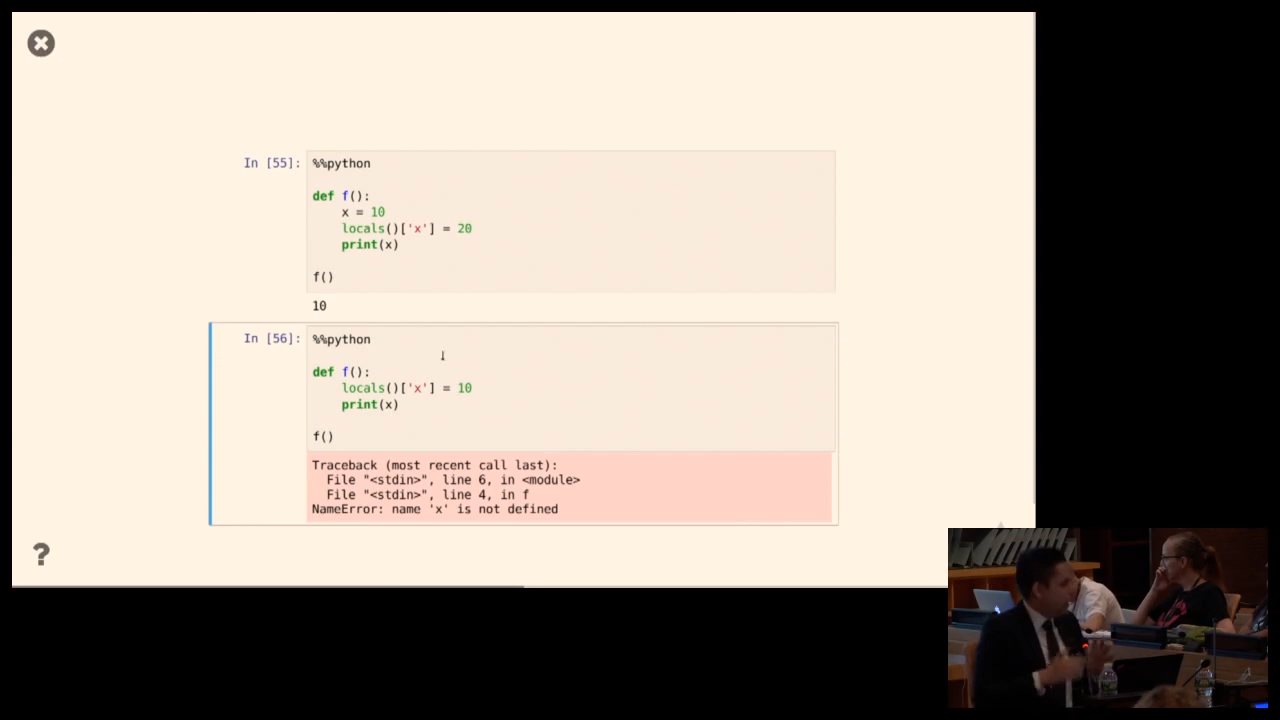 In [55]: %%python
def f():
    x = 10
    locals()['x'] = 20
    print(x)
f()
10
In [56]: %%python
def f():
    locals()['x'] = 10
    print(x)
f()
Traceback (most recent call last):
  File "<stdin>", line 6, in <module>
  File "<stdin>", line 4, in f
NameError: name 'x' is not defined
?